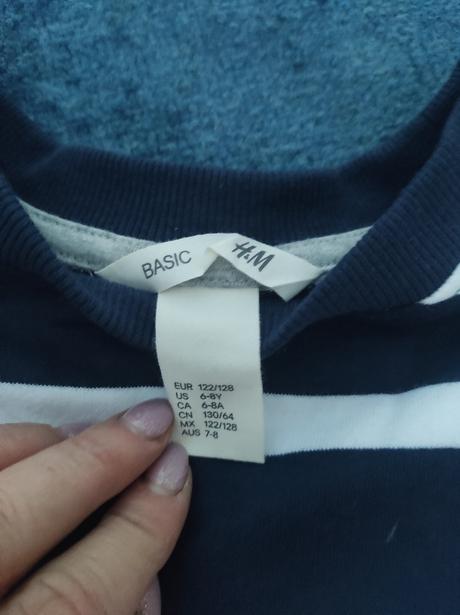 BASIC
H&M
EUR 122/128
US 6-8Y
CA 6-8A
CN 130/64
MX 122/128
AUS 7-8